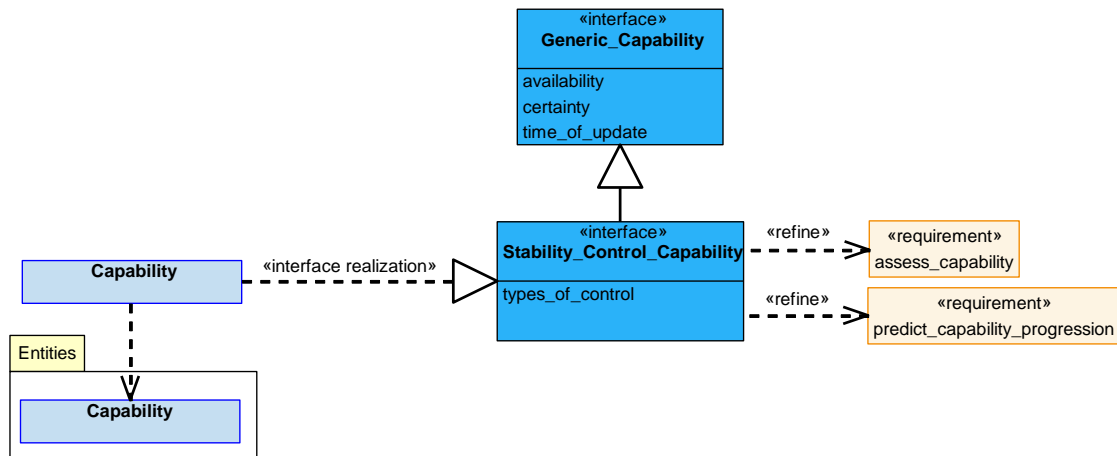 «interface»
Generic_Capability
availability
certainty
time_of_update
«interface»
Stability_Control_Capability
types_of_control
«refine»
«requirement»
assess_capability
«refine»
«requirement»
predict_capability_progression
Capability
«interface realization»
Entities
Capability